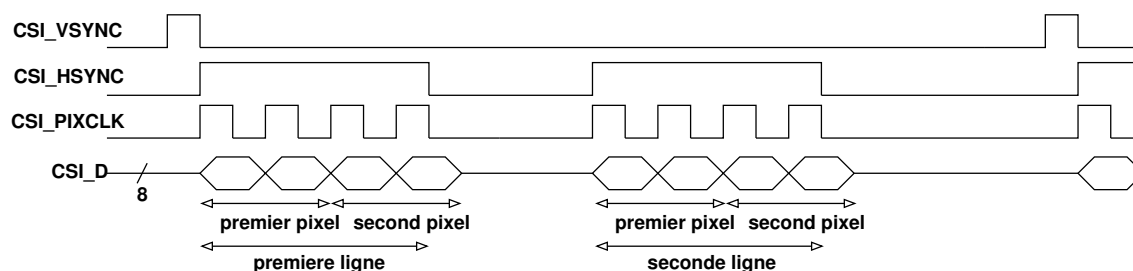 CSI_VSYNC
CSI_HSYNC
CSI_PIXCLK
CSI_D
8
premier pixel second pixel premier pixel second pixel
premiere ligne seconde ligne